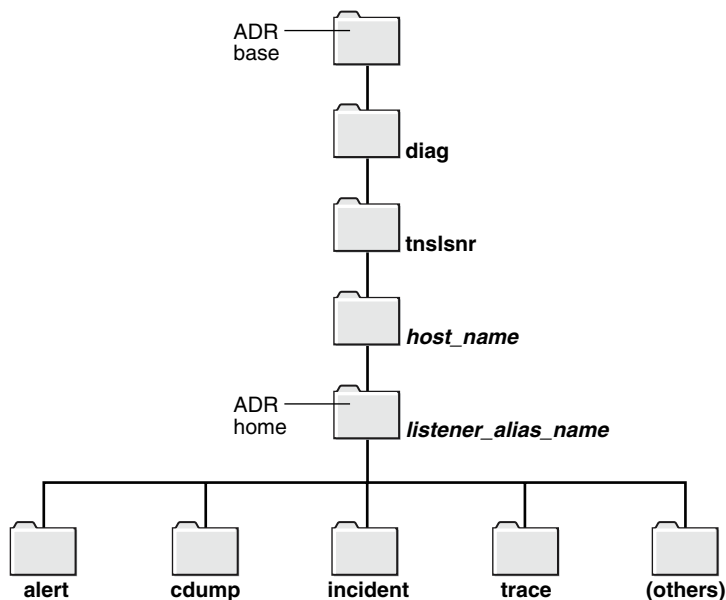 ADR
base
diag
tnslsnr
host_name
ADR
home
listener_alias_name
alert
cdump
incident
trace
(others)